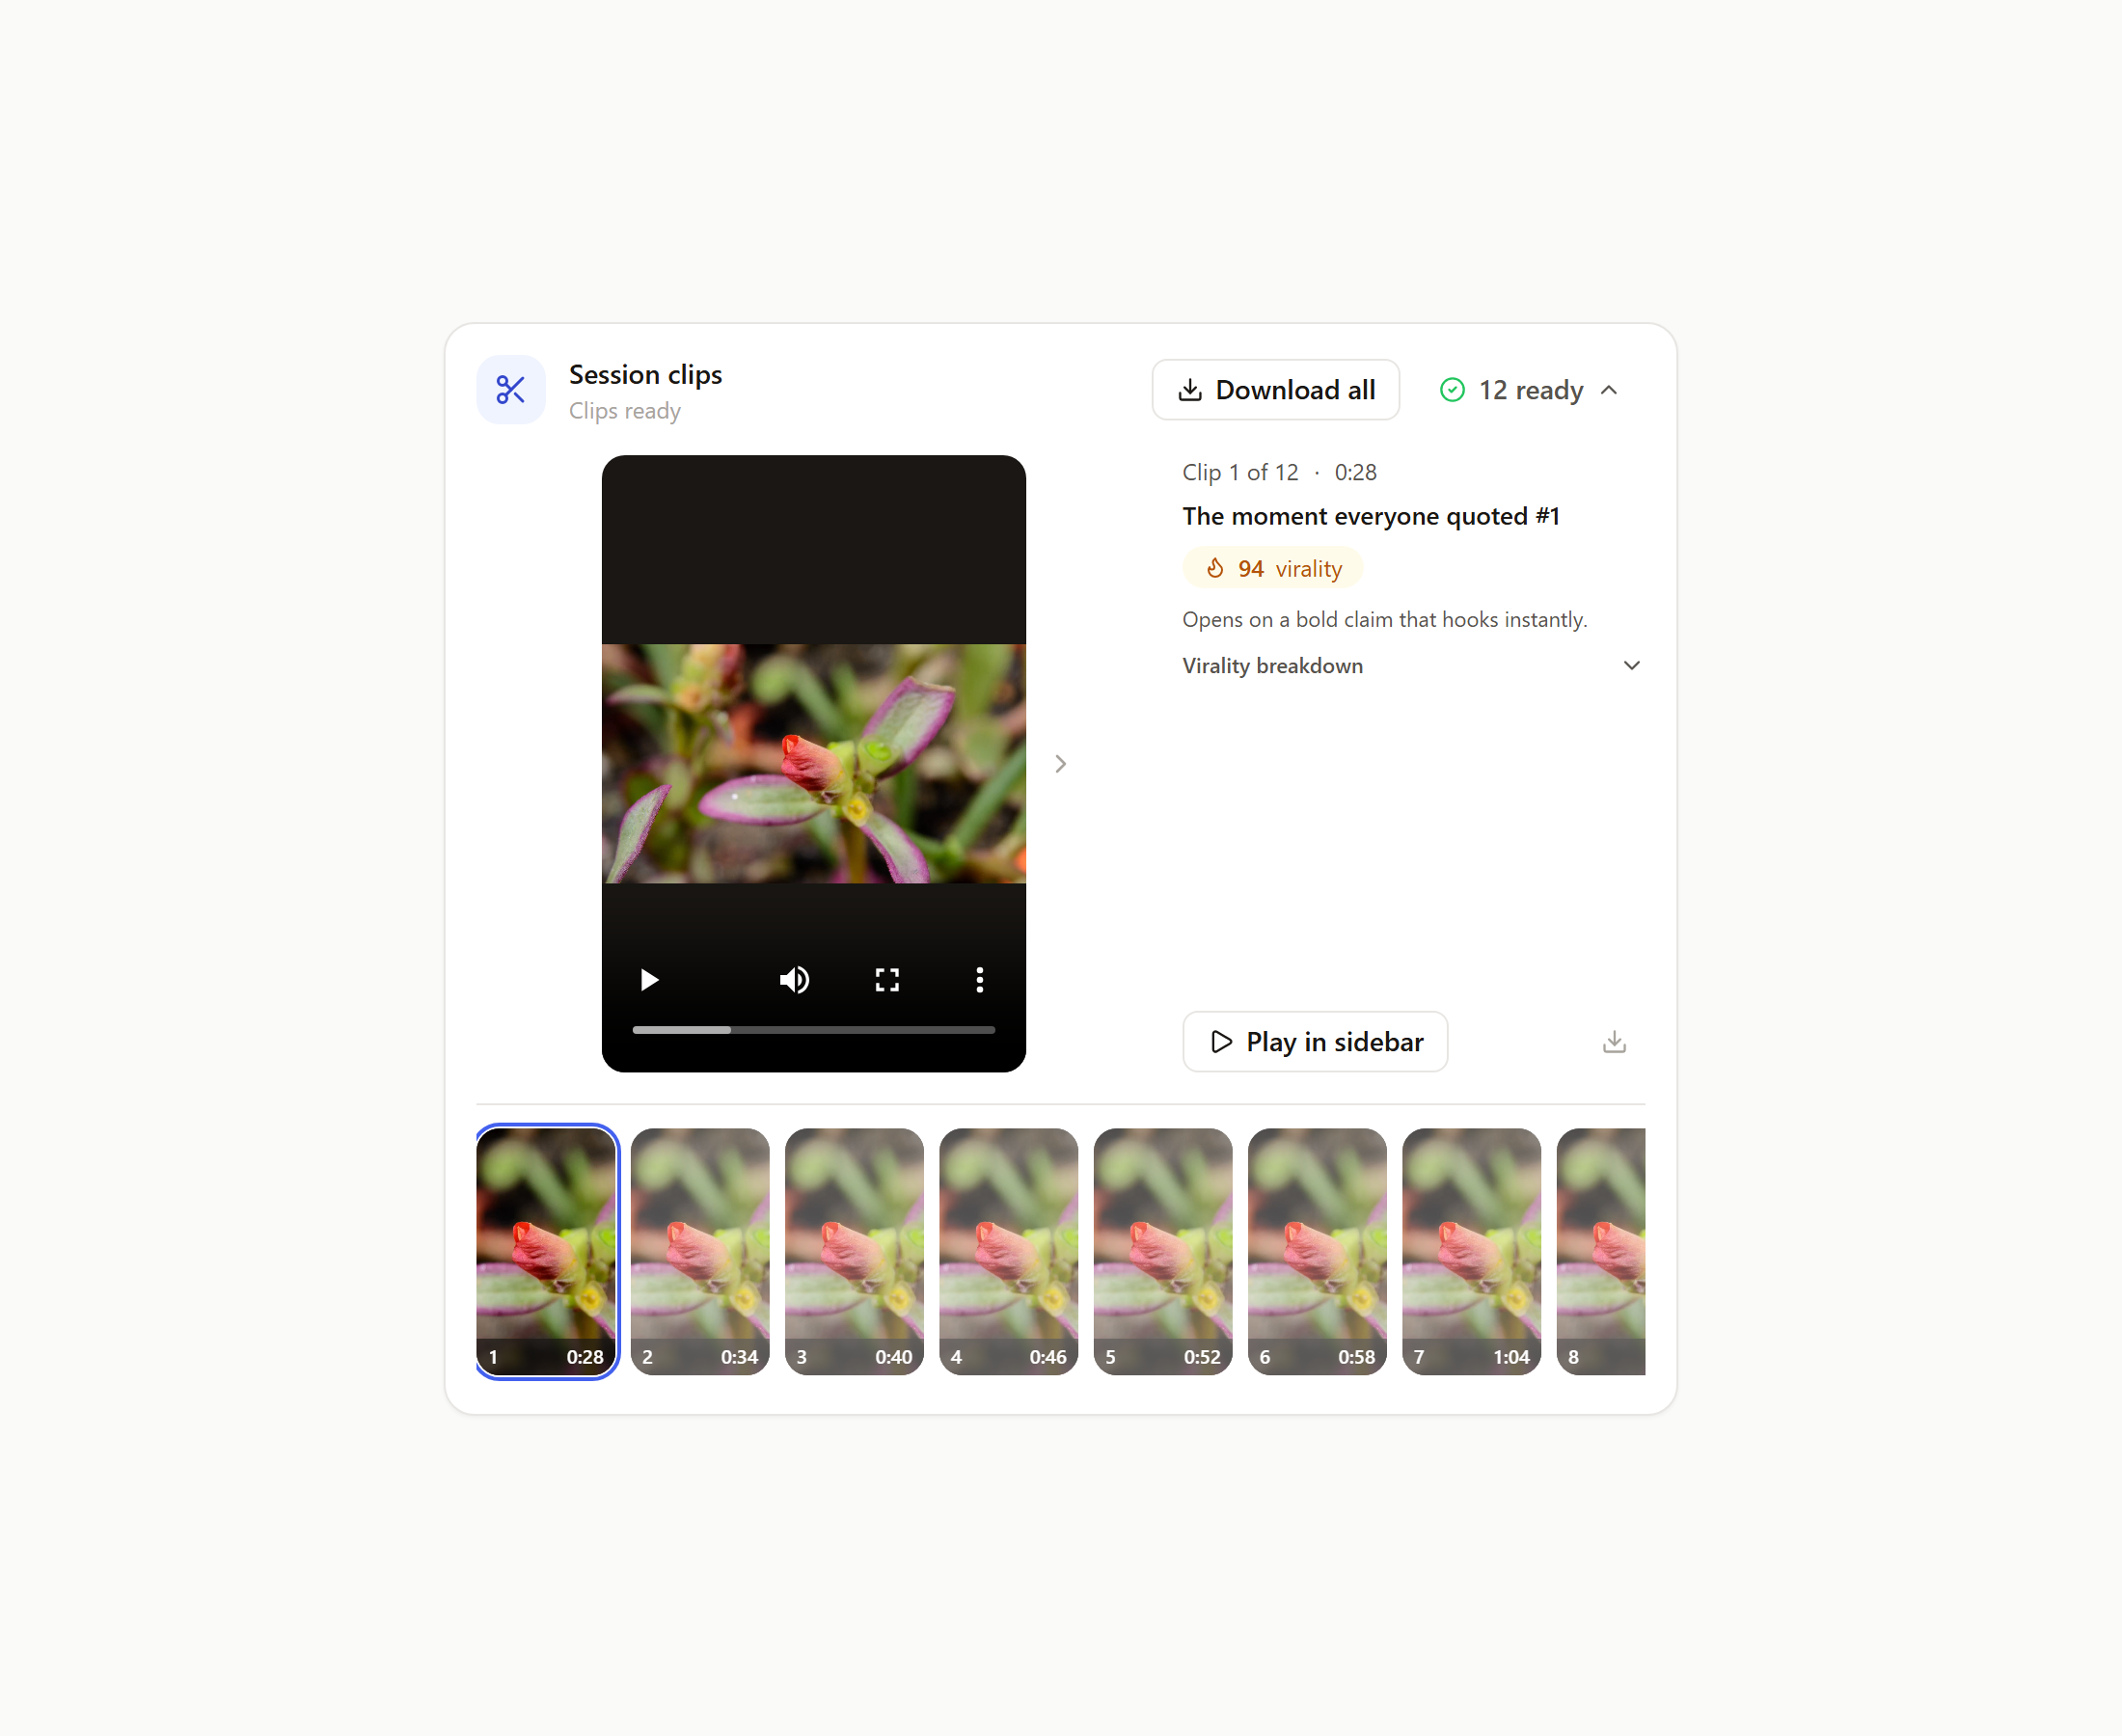 Session clips
Clips ready
Download all
12 ready
Clip 1 of 12 · 0:28
The moment everyone quoted #1
94 virality
Opens on a bold claim that hooks instantly.
Virality breakdown
Play in sidebar
1 0:28
2 0:34
3 0:40
4 0:46
5 0:52
6 0:58
7 1:04
8